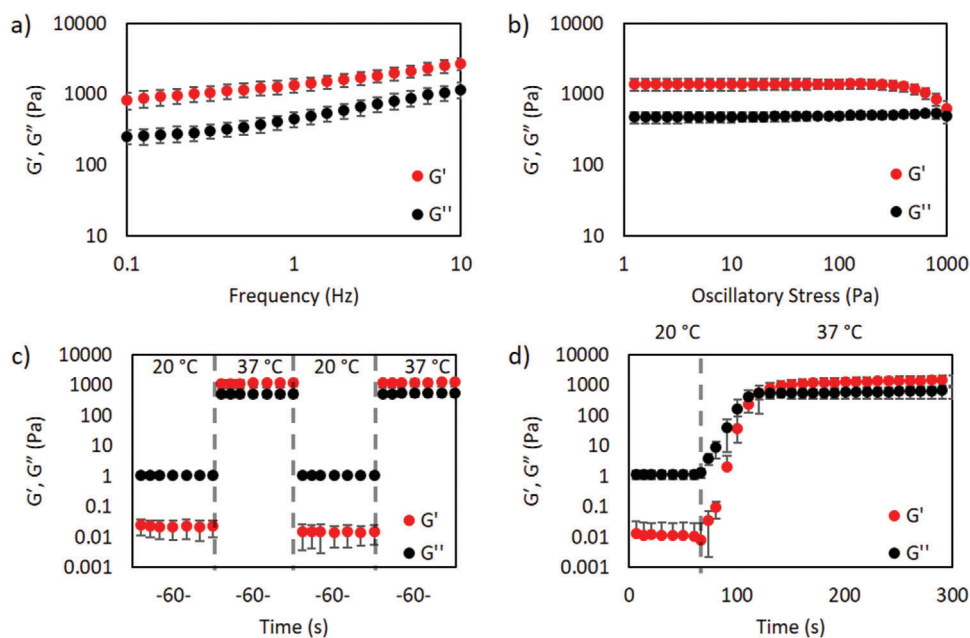 a)
10000
1000
100
10
G', G" (Pa)
0.1
1
10
Frequency (Hz)
G'
G''
b)
10000
1000
100
10
G', G" (Pa)
1
10
100
1000
Oscillatory Stress (Pa)
G'
G''
c)
10000
1000
100
10
1
0.1
0.01
0.001
G', G" (Pa)
20 °C
37 °C
20 °C
37 °C
-60-
-60-
-60-
-60-
Time (s)
G'
G''
d)
20 °C
37 °C
10000
1000
100
10
1
0.1
0.01
0.001
G', G" (Pa)
0
100
200
300
Time (s)
G'
G''